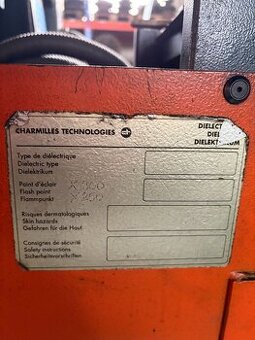 CHARMILLES TECHNOLOGIES
DIELECT
DIEL
DIELEKTRIKUM
Type de diélectrique
Dielectric type
Dielektrikum
Point d'éclair
Flash point
Flammpunkt
Risques dermatologiques
Skin hazards
Gefahren für die Haut
Consignes de sécurité
Safety instructions
Sicherheitsvorschriften